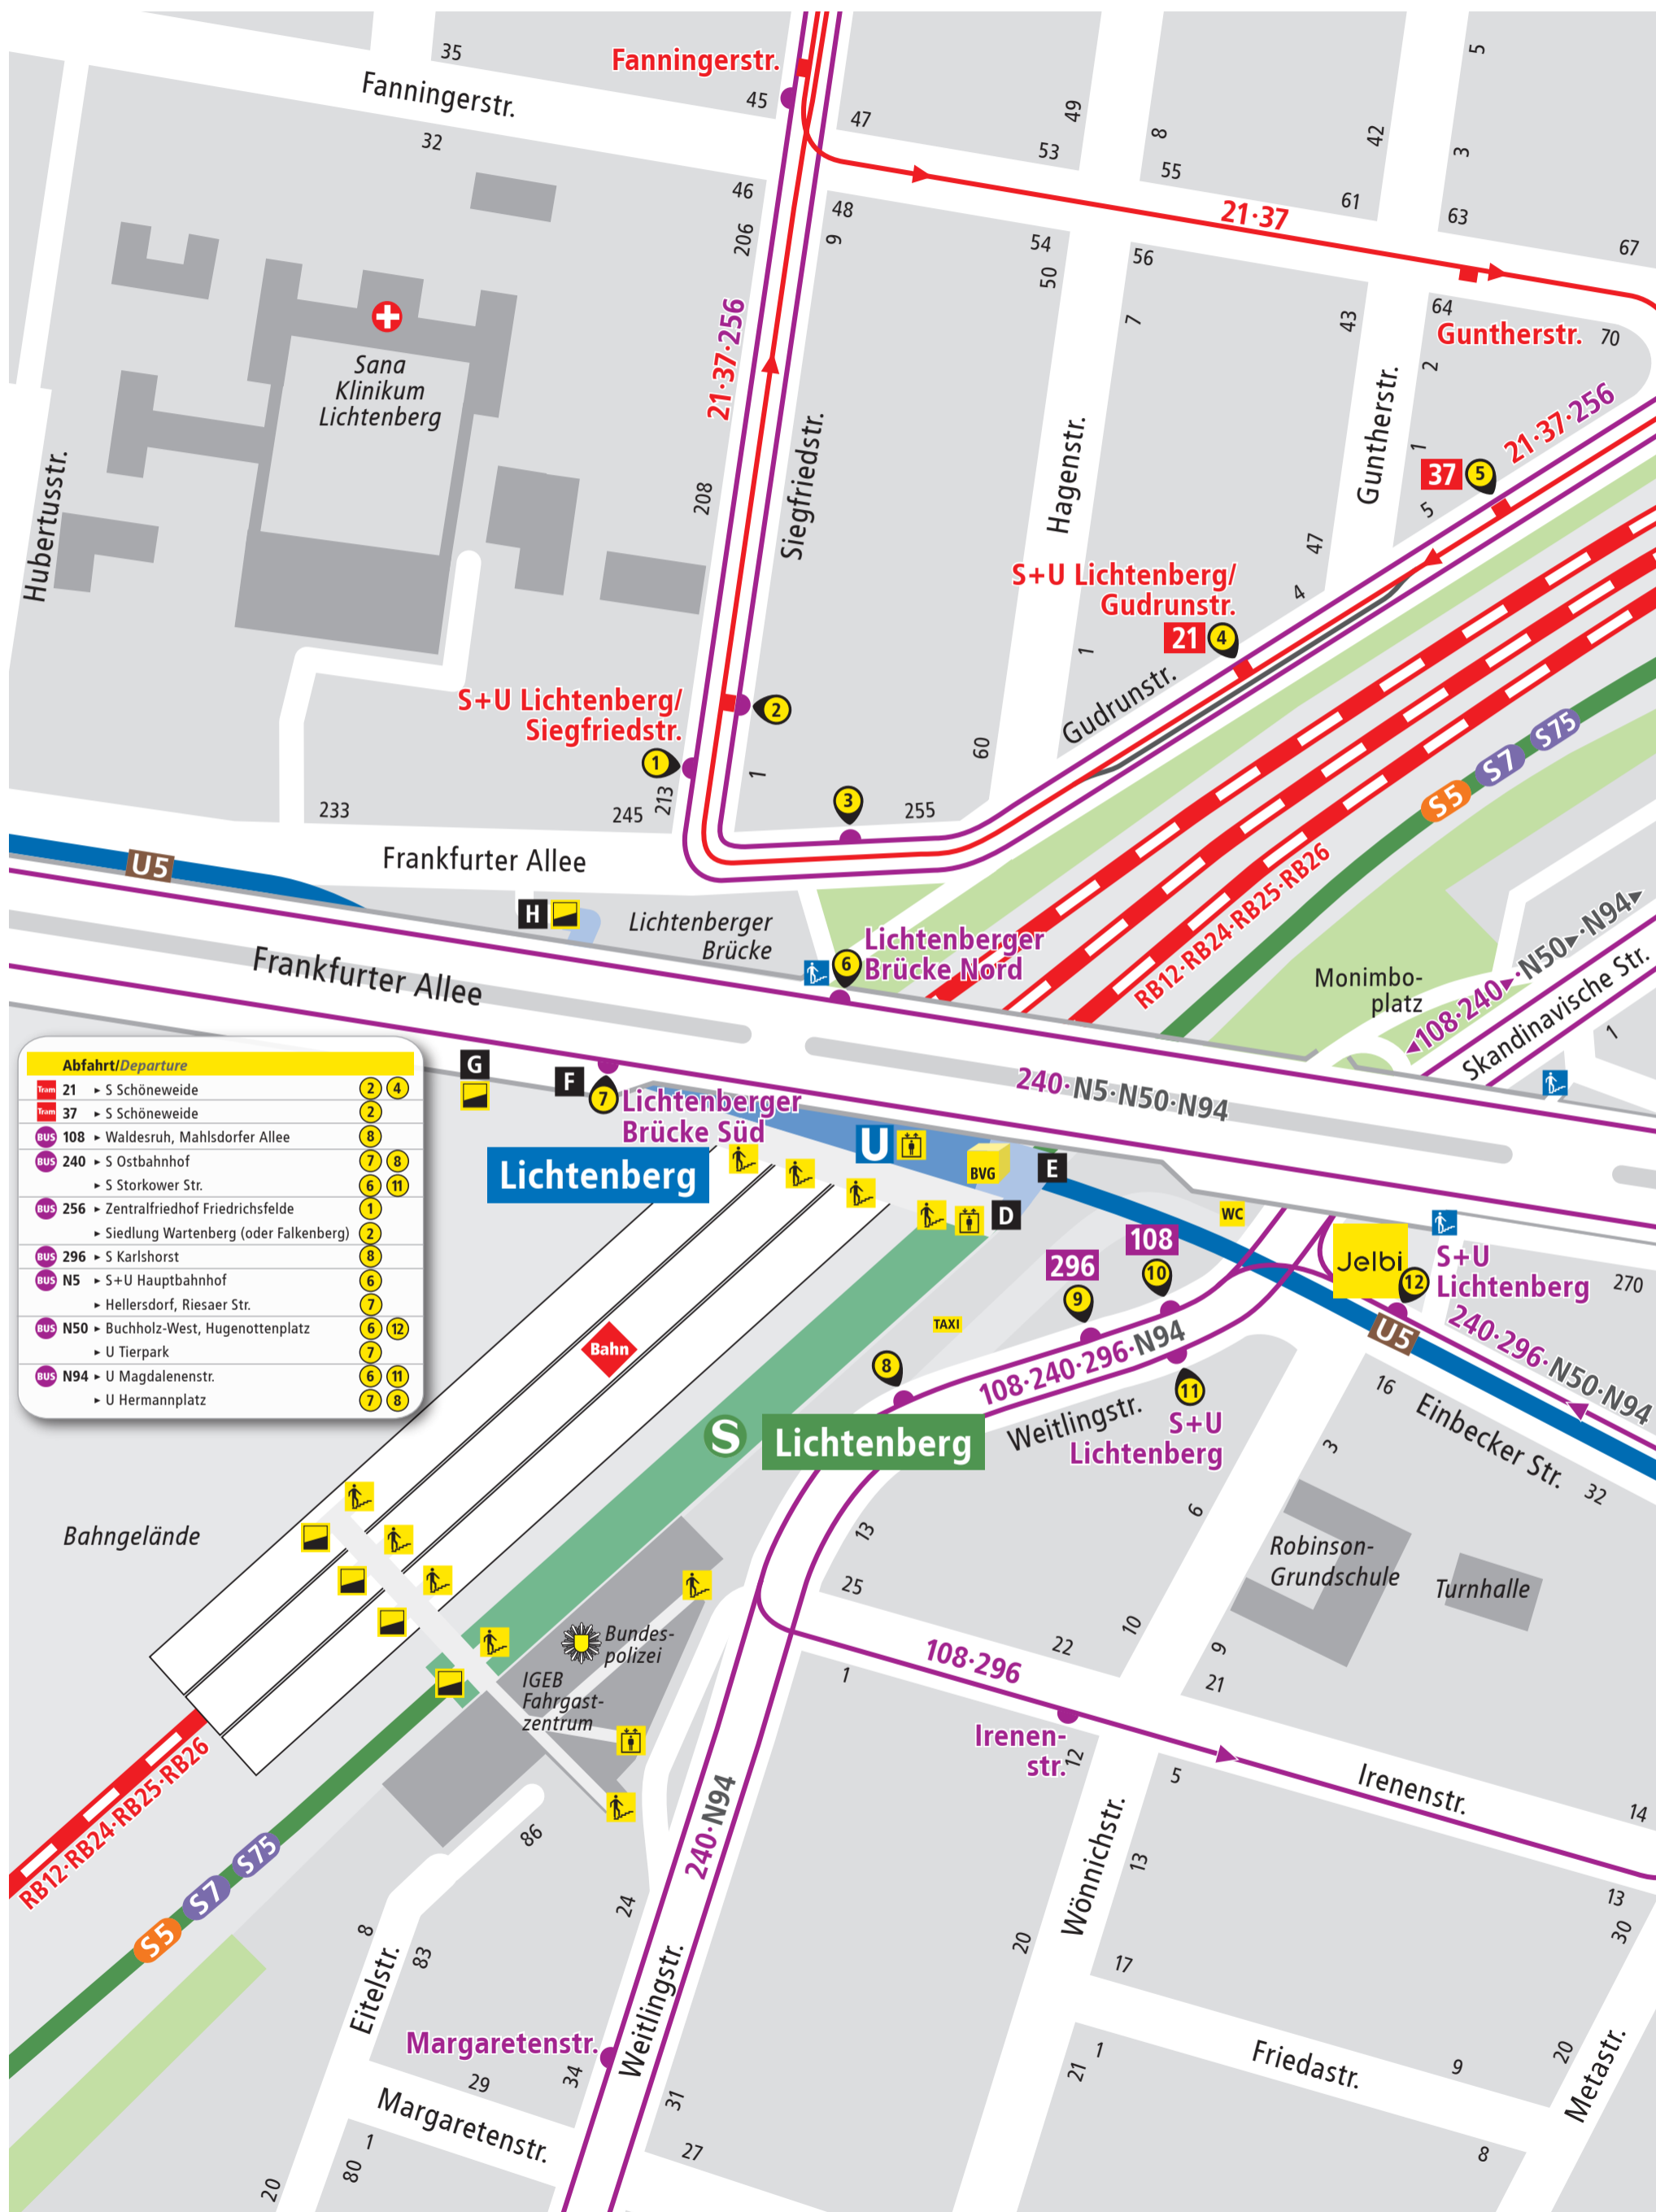 35
Fanningerstr.
Fanningerstr.
32
45
47
49
53
8
55
42
61
5
3
63
67
46
206
48
9
54
50
56
21·37
64
Guntherstr.
70
7
43
2
21·37·256
Sana
Klinikum
Lichtenberg
Hubertusstr.
208
Siegfriedstr.
Hagenstr.
Guntherstr.
1
21·37·256
37
5
5
47
4
S+U Lichtenberg/
Gudrunstr.
21
4
1
Gudrunstr.
60
S+U Lichtenberg/
Siegfriedstr.
2
1
213
1
3
233
245
255
S5
S7
S75
RB12·RB24·RB25·RB26
U5
Frankfurter Allee
H
Lichtenberger
Brücke
6
Lichtenberger
Brücke Nord
Frankfurter Allee
Monimbo-
platz
108·240·N50·N94
Skandinavische Str.
1
240·N5·N50·N94
Abfahrt/Departure
Tram 21 ▸ S Schöneweide 2 4
Tram 37 ▸ S Schöneweide 2
BUS 108 ▸ Waldesruh, Mahlsdorfer Allee 8
BUS 240 ▸ S Ostbahnhof 7 8
▸ S Storkower Str. 6 11
BUS 256 ▸ Zentralfriedhof Friedrichsfelde 1
▸ Siedlung Wartenberg (oder Falkenberg) 2
BUS 296 ▸ S Karlshorst 8
BUS N5 ▸ S+U Hauptbahnhof 6
▸ Hellersdorf, Riesaer Str. 7
BUS N50 ▸ Buchholz-West, Hugenottenplatz 6 12
▸ U Tierpark 7
BUS N94 ▸ U Magdalenenstr. 6 11
▸ U Hermannplatz 7 8
G
F
7
Lichtenberger
Brücke Süd
Lichtenberg
U
BVG
E
D
WC
108
10
296
9
TAXI
8
Jelbi
12
S+U
Lichtenberg
270
U5
240·296·N50·N94
108·240·296·N94
Weitlingstr.
11
S+U
Lichtenberg
Bahn
S
Lichtenberg
16
Einbecker Str.
32
3
6
13
25
Robinson-
Grundschule
Turnhalle
Bahngelände
Bundes-
polizei
IGEB
Fahrgast-
zentrum
108·296
22
10
9
21
1
Irenen-
str.
12
5
Irenenstr.
14
13
30
RB12·RB24·RB25·RB26
S5
S7
S75
86
240·N94
24
8
83
Eitelstr.
Weitlingstr.
Wönnichstr.
13
20
17
Margaretenstr.
34
29
Margaretenstr.
31
27
1
80
20
1
21
Friedastr.
9
20
Metastr.
8